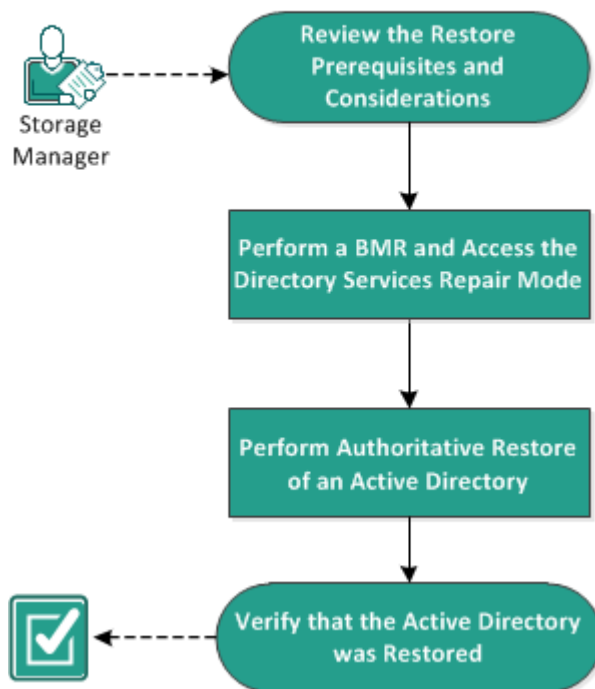 Review the Restore
Prerequisites and
Considerations
Storage
Manager
Perform a BMR and Access the
Directory Services Repair Mode
Perform Authoritative Restore
of an Active Directory
Verify that the Active Directory
was Restored